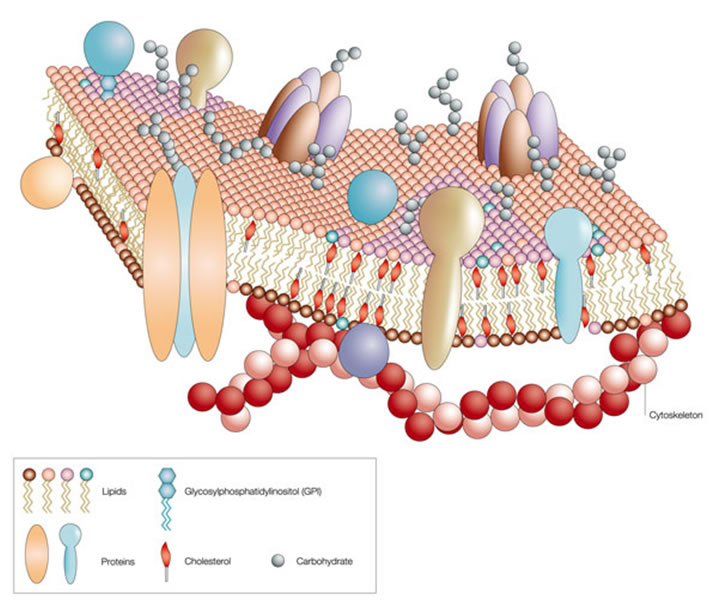 Cytoskeleton
Lipids
Glycosylphosphatidylinositol (GPI)
Proteins
Cholesterol
Carbohydrate